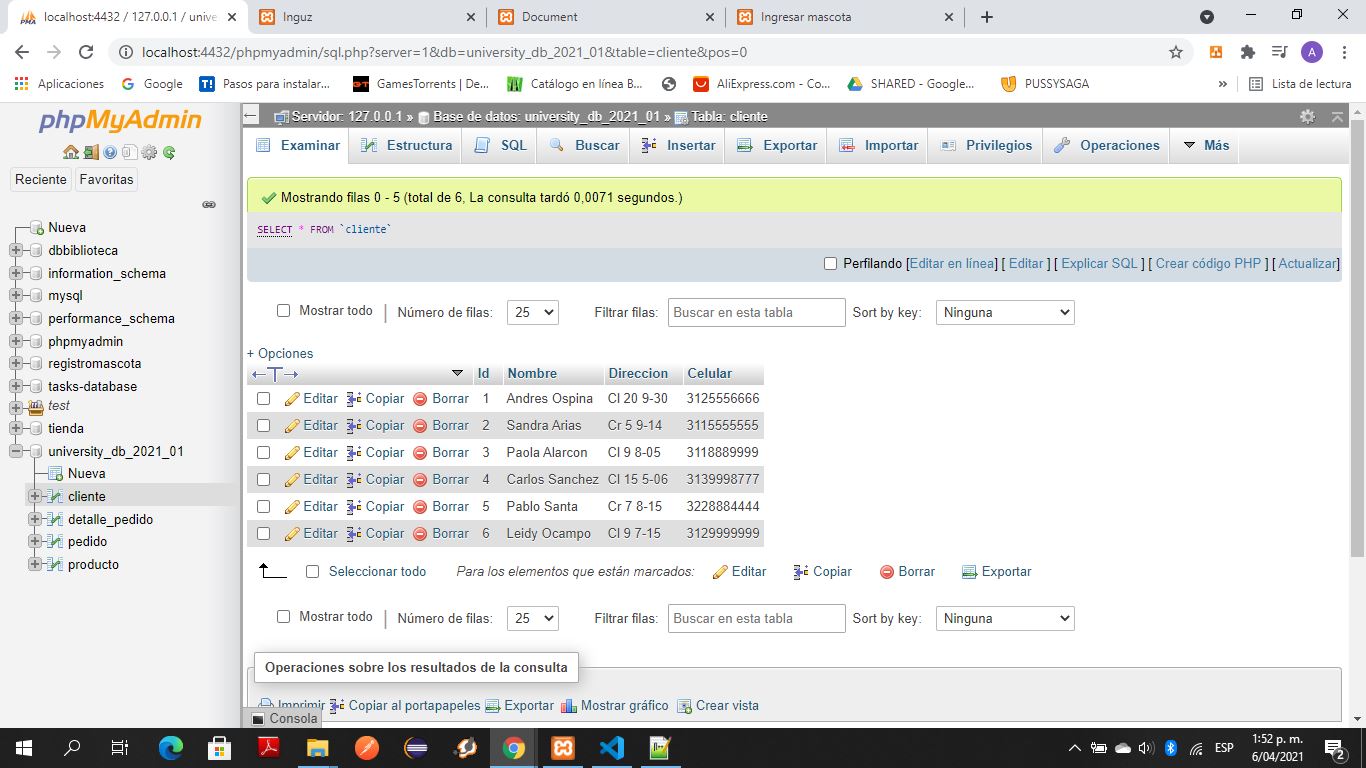 localhost:4432 / 127.0.0.1 / unive
Inguz
Document
Ingresar mascota
localhost:4432/phpmyadmin/sql.php?server=1&db=university_db_2021_01&table=cliente&pos=0
A
Aplicaciones
Google
Pasos para instalar...
GamesTorrents | De...
Catálogo en línea B...
AliExpress.com - Co...
SHARED - Google...
PUSSYSAGA
»
Lista de lectura
phpMyAdmin
Reciente
Favoritas
Nueva
dbbiblioteca
information_schema
mysql
performance_schema
phpmyadmin
registromascota
tasks-database
test
tienda
university_db_2021_01
Nueva
cliente
detalle_pedido
pedido
producto
Servidor: 127.0.0.1 » Base de datos: university_db_2021_01 » Tabla: cliente
Examinar Estructura SQL Buscar Insertar Exportar Importar Privilegios Operaciones Más
Mostrando filas 0 - 5 (total de 6, La consulta tardó 0,0071 segundos.)
SELECT * FROM `cliente`
Perfilando [Editar en línea] [ Editar ] [ Explicar SQL ] [ Crear código PHP ] [ Actualizar]
Mostrar todo | Número de filas: 25 Filtrar filas: Buscar en esta tabla Sort by key: Ninguna
+ Opciones
←T→ Id Nombre Direccion Celular
Editar Copiar Borrar 1 Andres Ospina Cl 20 9-30 3125556666
Editar Copiar Borrar 2 Sandra Arias Cr 5 9-14 3115555555
Editar Copiar Borrar 3 Paola Alarcon Cl 9 8-05 3118889999
Editar Copiar Borrar 4 Carlos Sanchez Cl 15 5-06 3139998777
Editar Copiar Borrar 5 Pablo Santa Cr 7 8-15 3228884444
Editar Copiar Borrar 6 Leidy Ocampo Cl 9 7-15 3129999999
Seleccionar todo Para los elementos que están marcados: Editar Copiar Borrar Exportar
Mostrar todo | Número de filas: 25 Filtrar filas: Buscar en esta tabla Sort by key: Ninguna
Operaciones sobre los resultados de la consulta
Imprimir Copiar al portapapeles Exportar Mostrar gráfico Crear vista
Consola
ESP
1:52 p. m.
6/04/2021
2